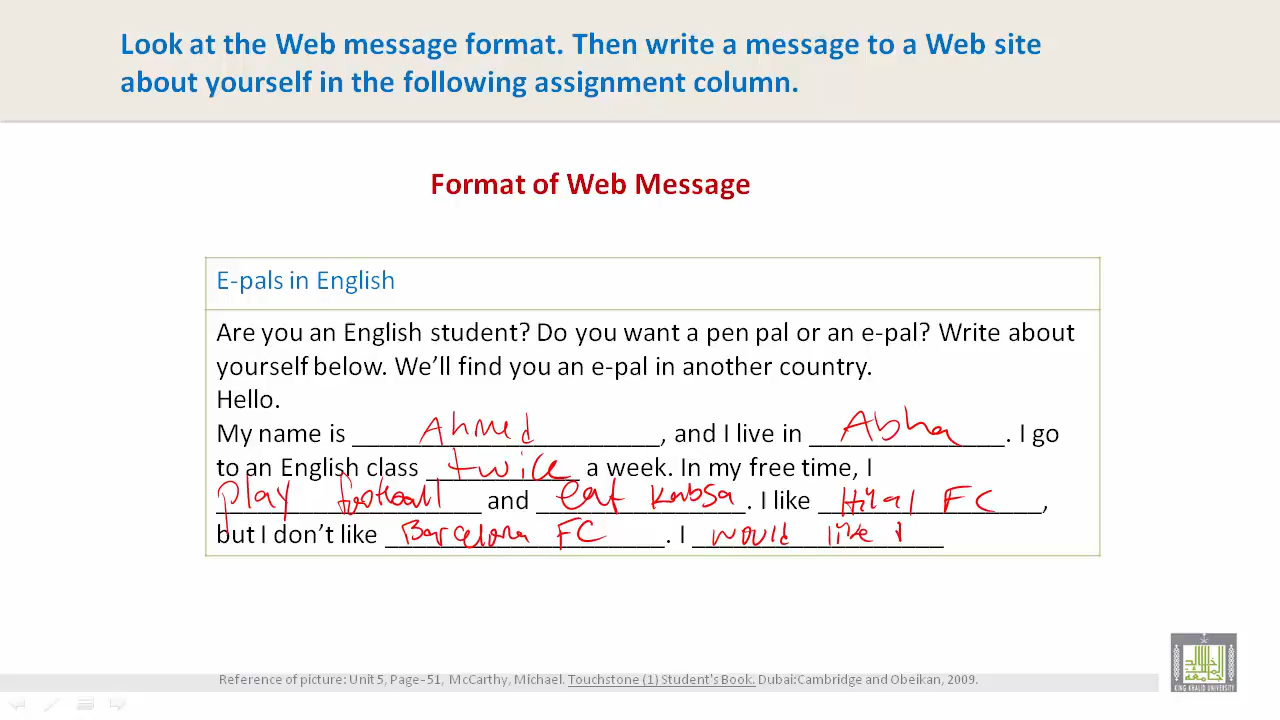 Look at the Web message format. Then write a message to a Web site
about yourself in the following assignment column.
Format of Web Message
E-pals in English
Are you an English student? Do you want a pen pal or an e-pal? Write about
yourself below. We'll find you an e-pal in another country.
Hello.
My name is Ahmed, and I live in Abha. I go
to an English class twice a week. In my free time, I
play football and eat kabsa. I like Hilal FC,
but I don't like Barcelona FC. I would like
Reference of picture: Unit 5, Page-51, McCarthy, Michael. Touchstone (1) Student's Book. Dubai:Cambridge and Obeikan, 2009.
KING KHALID UNIVERSITY